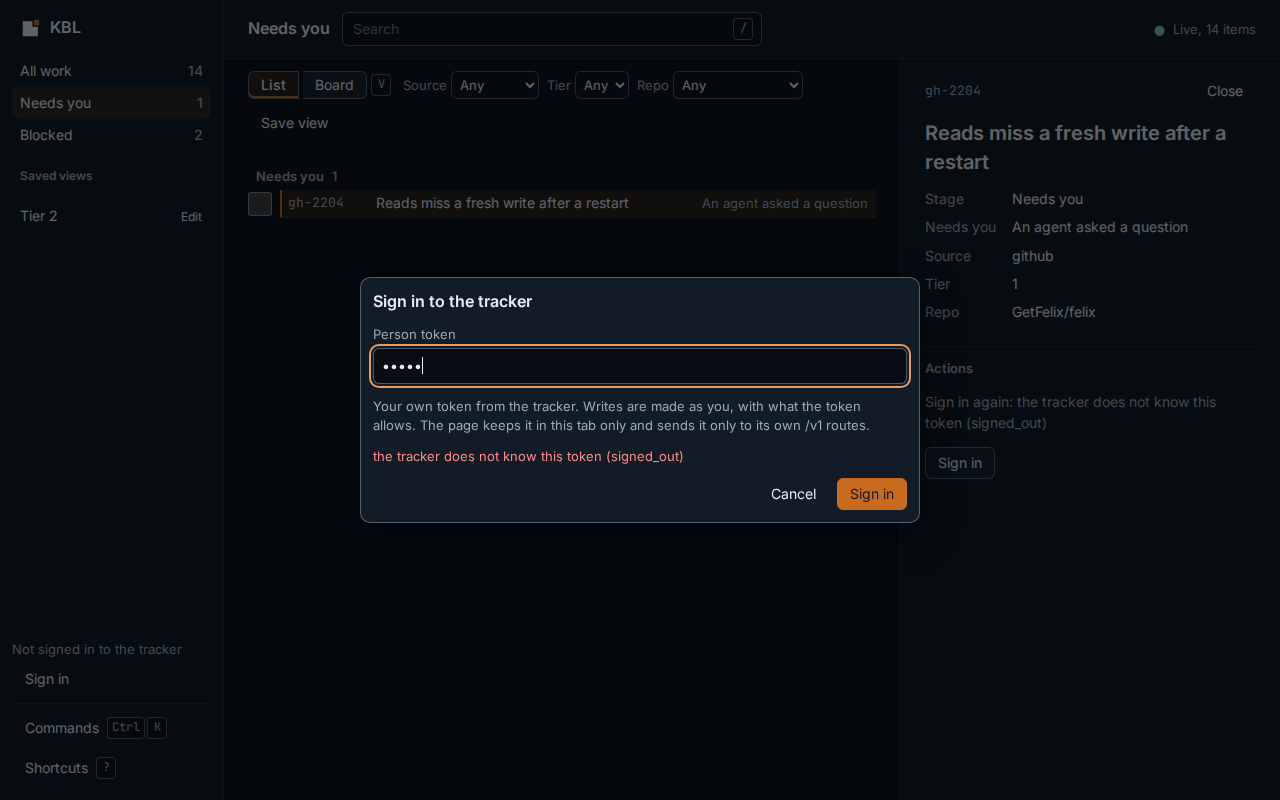 KBL
All work 14
Needs you 1
Blocked 2
Saved views
Tier 2 Edit
Not signed in to the tracker
Sign in
Commands Ctrl K
Shortcuts ?
Needs you
Search /
Live, 14 items
List Board V Source Any Tier Any Repo Any
Save view
Needs you 1
gh-2204 Reads miss a fresh write after a restart An agent asked a question
gh-2204 Close
Reads miss a fresh write after a
restart
Stage Needs you
Needs you An agent asked a question
Source github
Tier 1
Repo GetFelix/felix
Actions
Sign in again: the tracker does not know this
token (signed_out)
Sign in
Sign in to the tracker
Person token
•••••
Your own token from the tracker. Writes are made as you, with what the token
allows. The page keeps it in this tab only and sends it only to its own /v1 routes.
the tracker does not know this token (signed_out)
Cancel Sign in